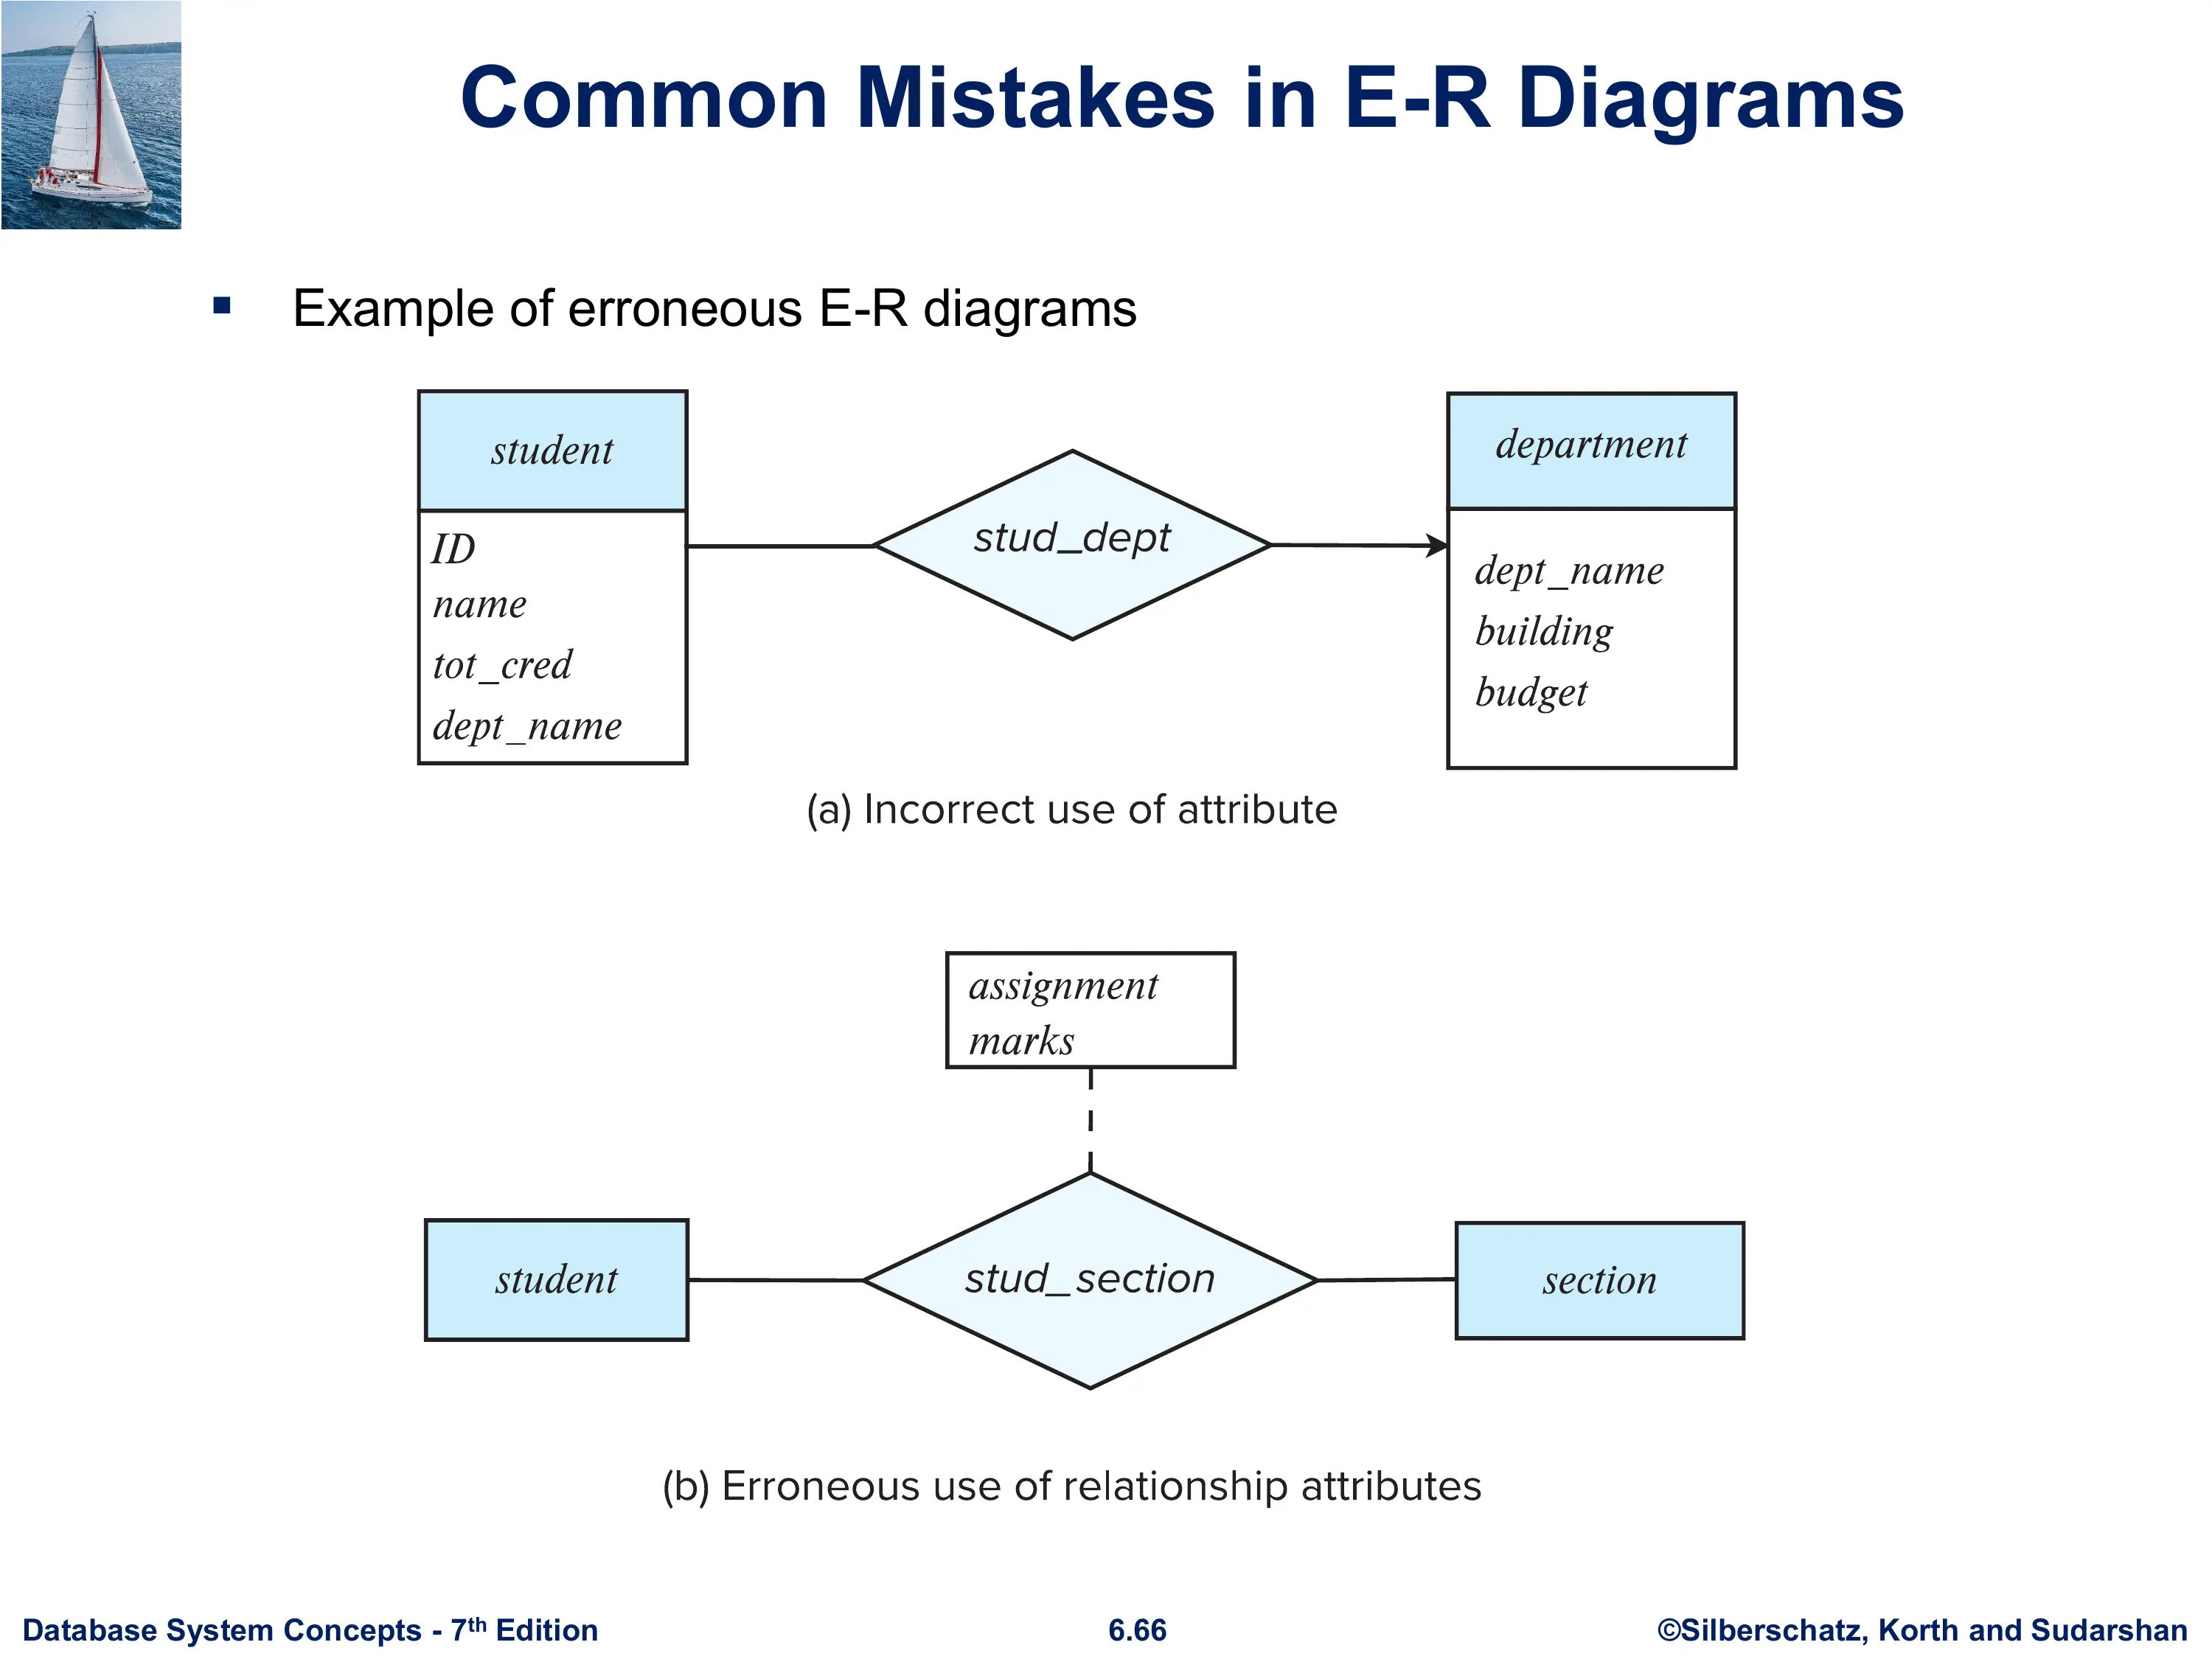 Common Mistakes in E-R Diagrams
▪ Example of erroneous E-R diagrams
student
ID
name
tot_cred
dept_name
stud_dept
department
dept_name
building
budget
(a) Incorrect use of attribute
assignment
marks
student
stud_section
section
(b) Erroneous use of relationship attributes
Database System Concepts - 7th Edition
6.66
©Silberschatz, Korth and Sudarshan